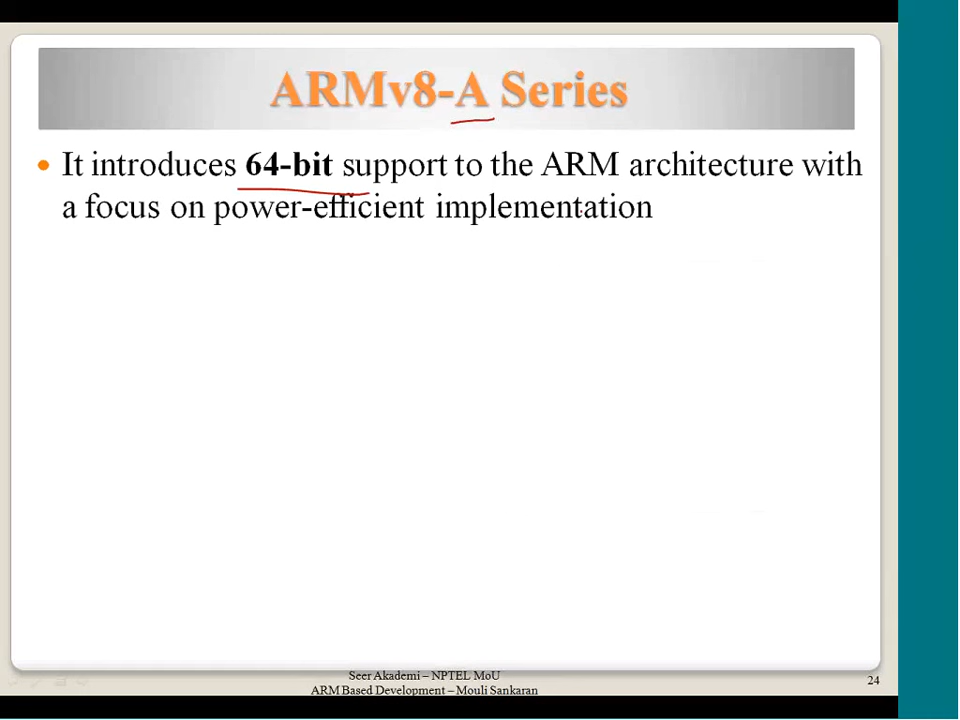 ARMv8-A Series
• It introduces 64-bit support to the ARM architecture with
a focus on power-efficient implementation
Seer Akademi – NPTEL MoU
ARM Based Development – Mouli Sankaran
24